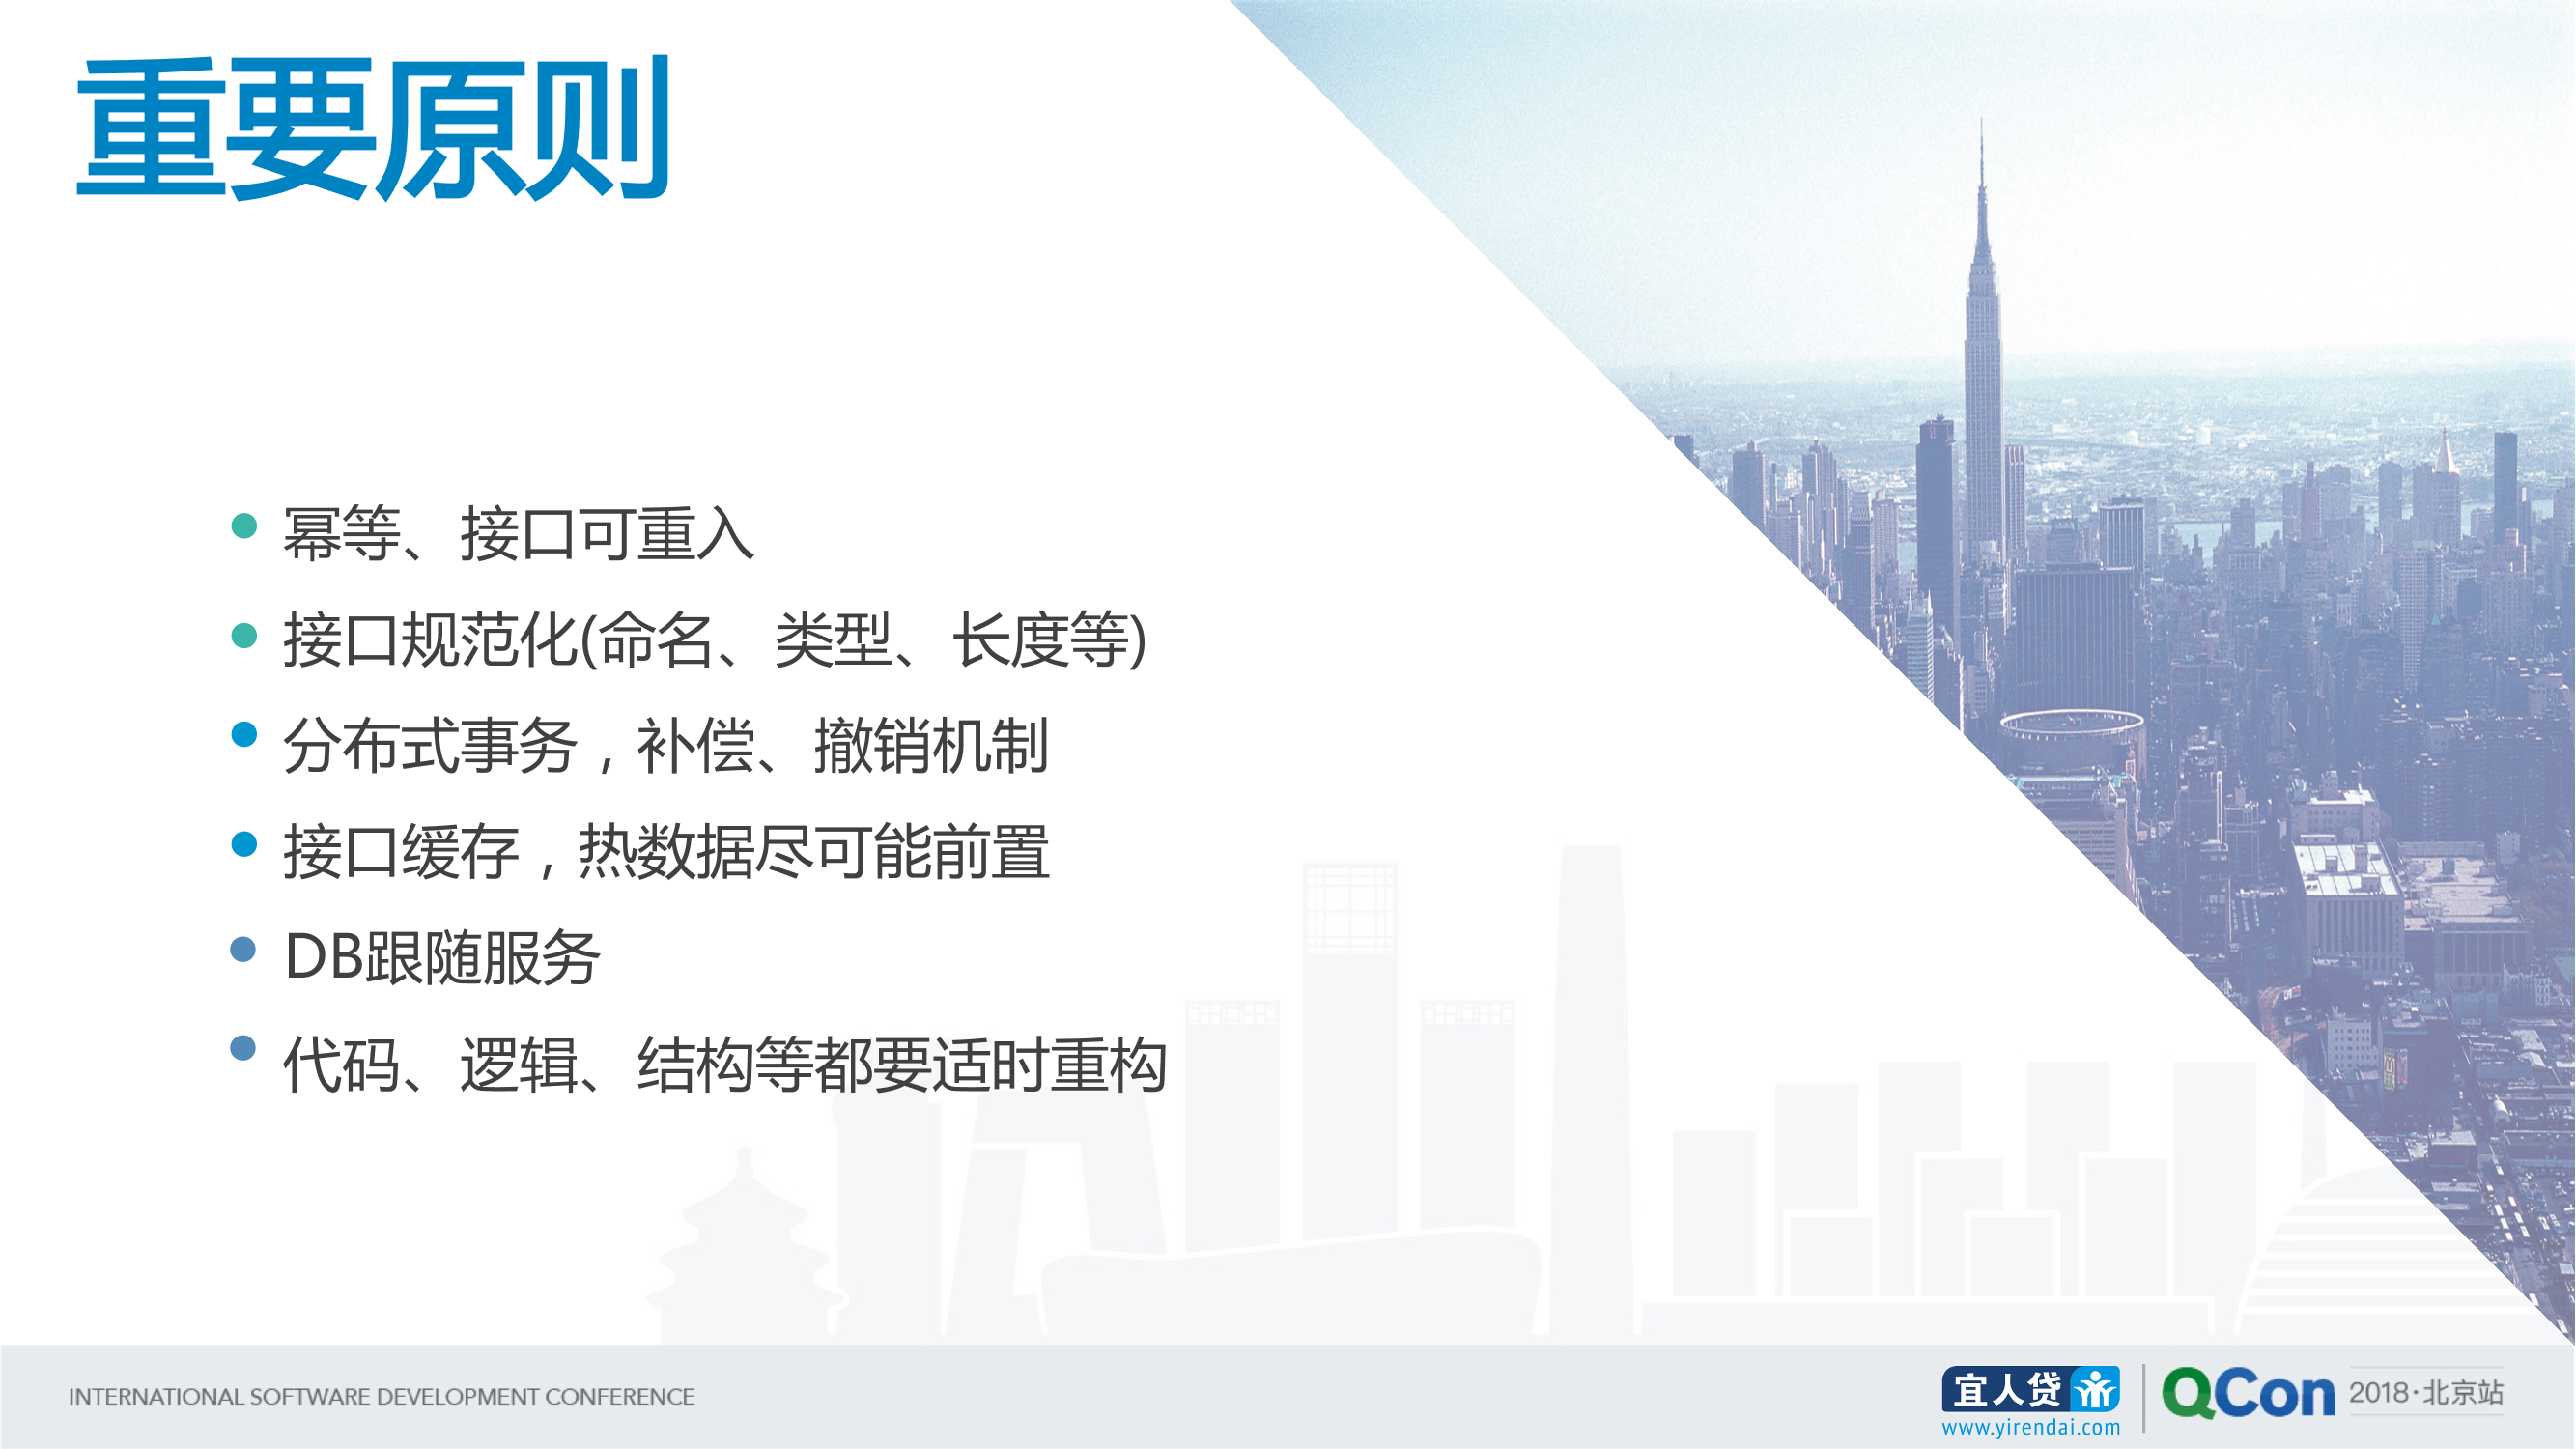 重要原则
幂等、接口可重入
接口规范化(命名、类型、长度等)
分布式事务，补偿、撤销机制
接口缓存，热数据尽可能前置
DB跟随服务
代码、逻辑、结构等都要适时重构
INTERNATIONAL SOFTWARE DEVELOPMENT CONFERENCE
宜人贷
www.yirendai.com
QCon 2018·北京站